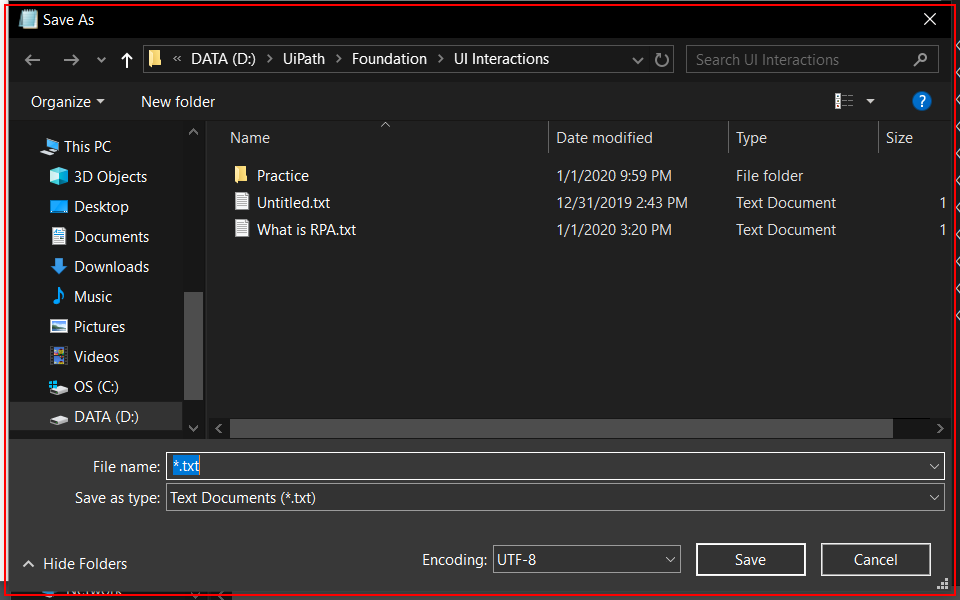 Save As
« DATA (D:) > UiPath > Foundation > UI Interactions
Search UI Interactions
Organize
New folder
?
This PC
3D Objects
Desktop
Documents
Downloads
Music
Pictures
Videos
OS (C:)
DATA (D:)
Name Date modified Type Size
Practice 1/1/2020 9:59 PM File folder
Untitled.txt 12/31/2019 2:43 PM Text Document 1
What is RPA.txt 1/1/2020 3:20 PM Text Document 1
File name: *.txt
Save as type: Text Documents (*.txt)
Hide Folders
Encoding: UTF-8
Save
Cancel
Network